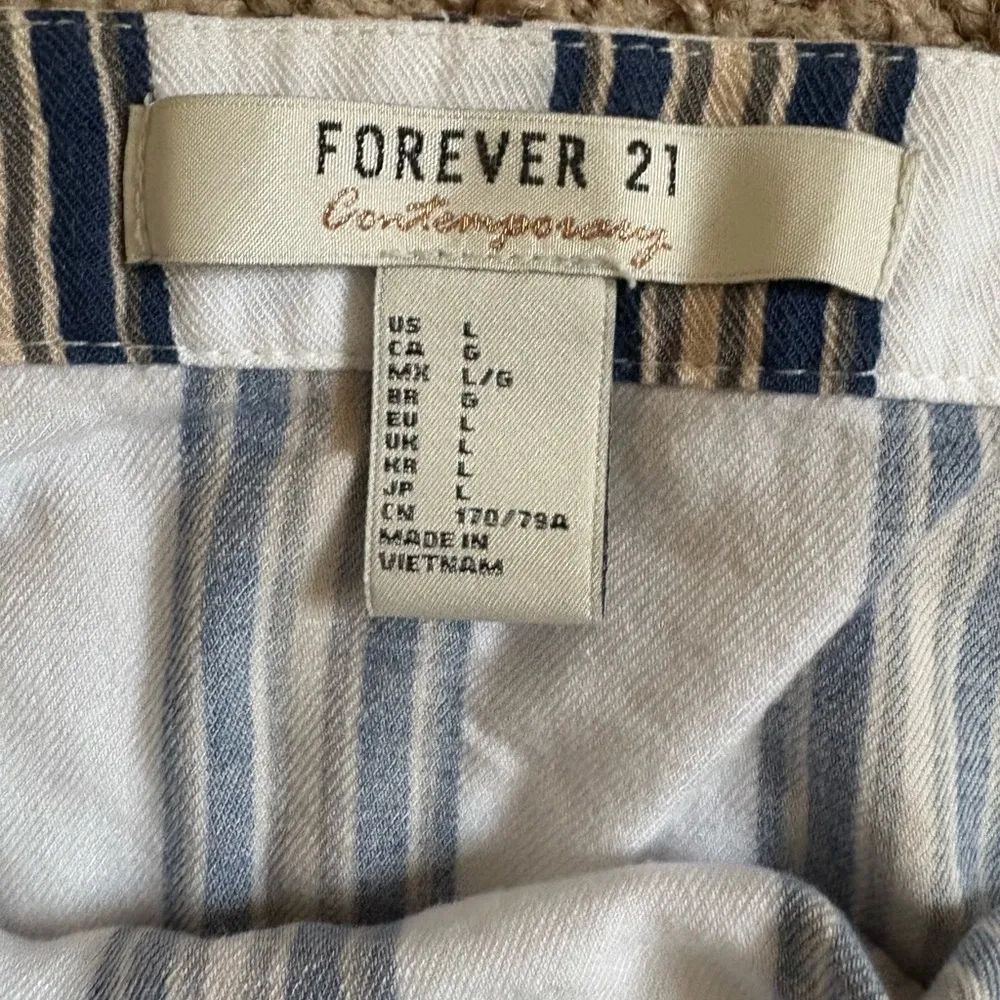 FOREVER 21
Contemporary
US L
CA G
MX L/G
BR G
EU L
UK L
KR L
JP L
CN 170/79A
MADE IN
VIETNAM